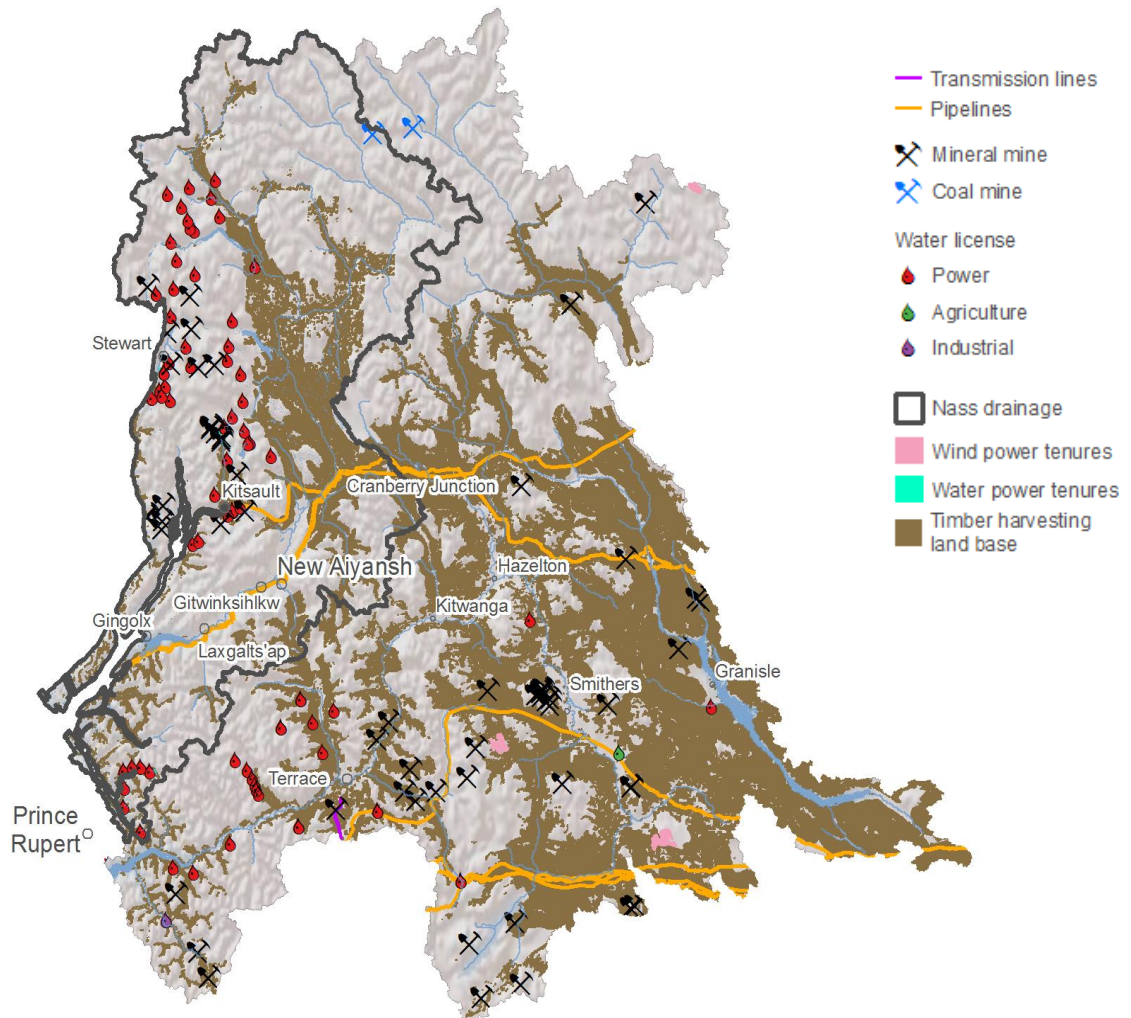 Transmission lines
Pipelines
Mineral mine
Coal mine
Water license
Power
Agriculture
Industrial
Nass drainage
Wind power tenures
Water power tenures
Timber harvesting
land base
Stewart
Kitsault
Cranberry Junction
New Aiyansh
Hazelton
Gitwinksihlkw
Kitwanga
Gingolx
Laxgalts'ap
Granisle
Smithers
Terrace
Prince
Rupert